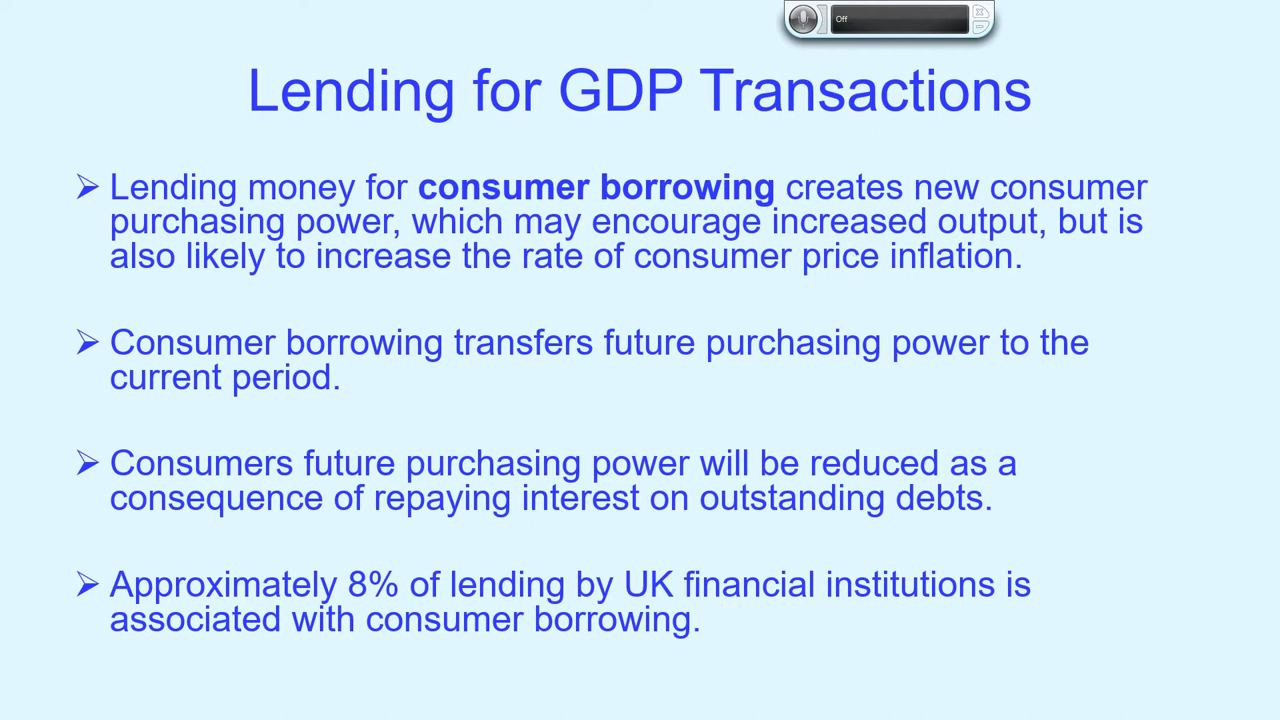 Off
Lending for GDP Transactions
Lending money for consumer borrowing creates new consumer
purchasing power, which may encourage increased output, but is
also likely to increase the rate of consumer price inflation.
Consumer borrowing transfers future purchasing power to the
current period.
Consumers future purchasing power will be reduced as a
consequence of repaying interest on outstanding debts.
Approximately 8% of lending by UK financial institutions is
associated with consumer borrowing.